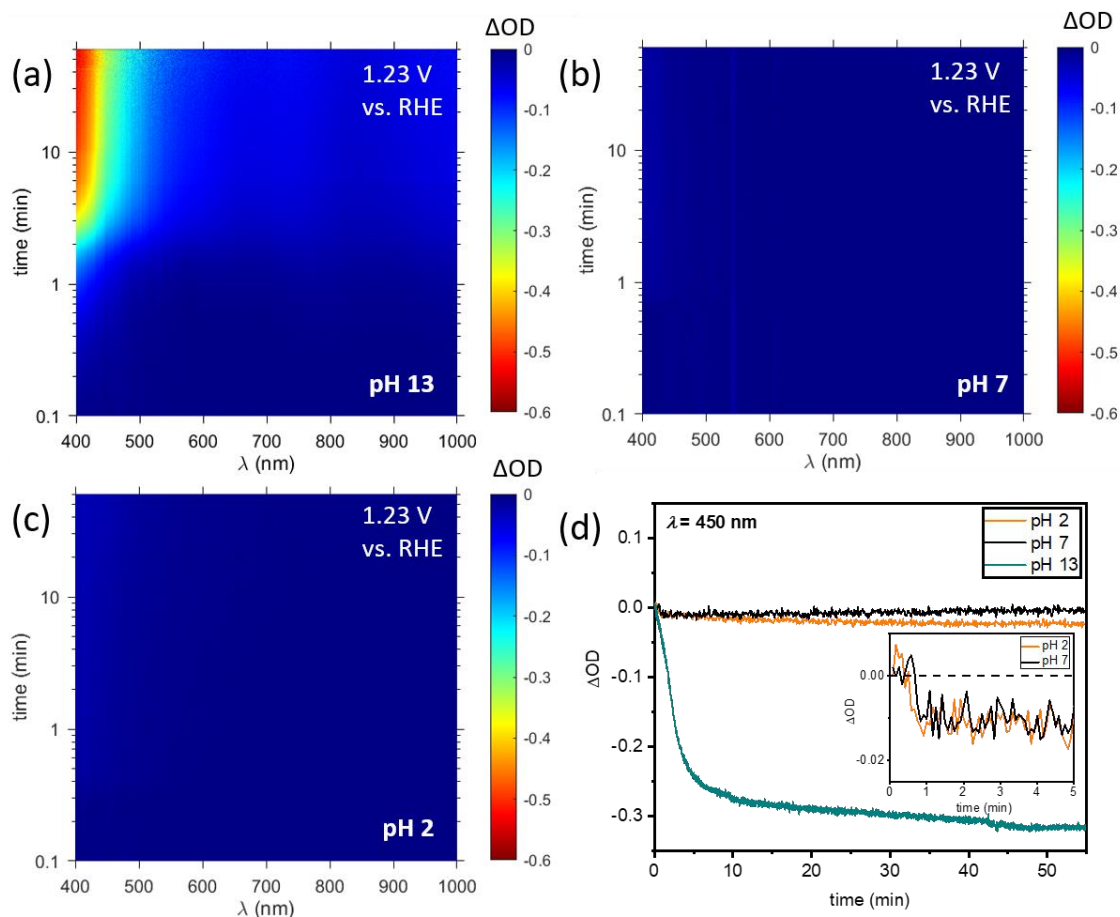 (a)
1.23 V
vs. RHE
pH 13
time (min)
10
1
0.1
400 500 600 700 800 900 1000
λ (nm)
ΔOD
0
-0.1
-0.2
-0.3
-0.4
-0.5
-0.6
(b)
1.23 V
vs. RHE
pH 7
time (min)
10
1
0.1
400 500 600 700 800 900 1000
λ (nm)
ΔOD
0
-0.1
-0.2
-0.3
-0.4
-0.5
-0.6
(c)
1.23 V
vs. RHE
pH 2
time (min)
10
1
0.1
400 500 600 700 800 900 1000
λ (nm)
ΔOD
0
-0.1
-0.2
-0.3
-0.4
-0.5
-0.6
(d)
λ = 450 nm
pH 2
pH 7
pH 13
ΔOD
0.1
0.0
-0.1
-0.2
-0.3
0 10 20 30 40 50
time (min)
pH 2
pH 7
ΔOD
0.00
-0.02
0 1 2 3 4 5
time (min)